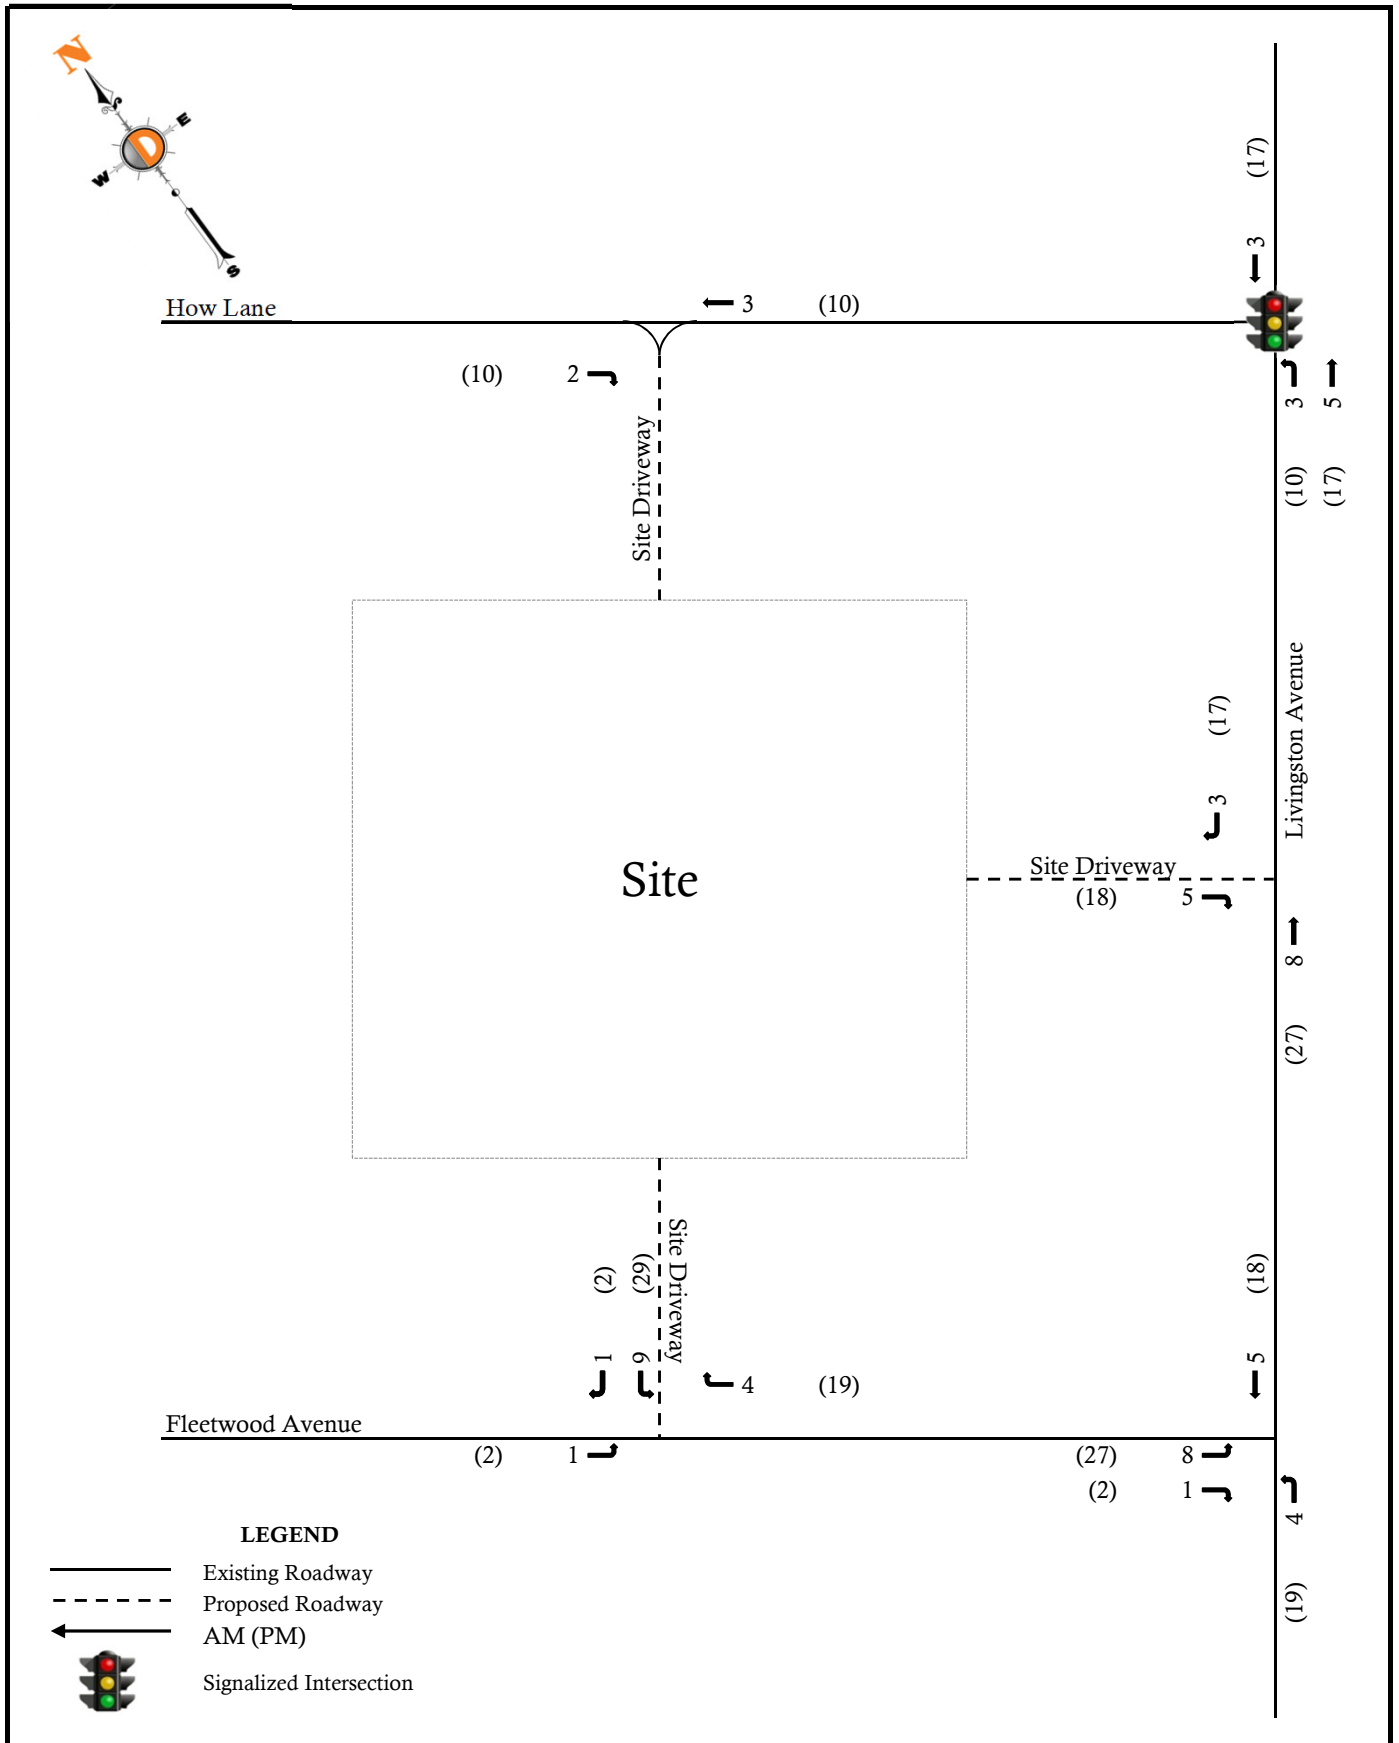 N
E
W
S
D
(17)
3
How Lane
3 (10)
(10) 2
3 5
(10) (17)
Site Driveway
Livingston Avenue
(17)
3
Site
Site Driveway
(18) 5
8
(27)
Site Driveway
(2) (29)
1 9
4 (19)
(18)
5
Fleetwood Avenue
(2) 1
(27) 8
(2) 1
4
(19)
LEGEND
Existing Roadway
Proposed Roadway
AM (PM)
Signalized Intersection